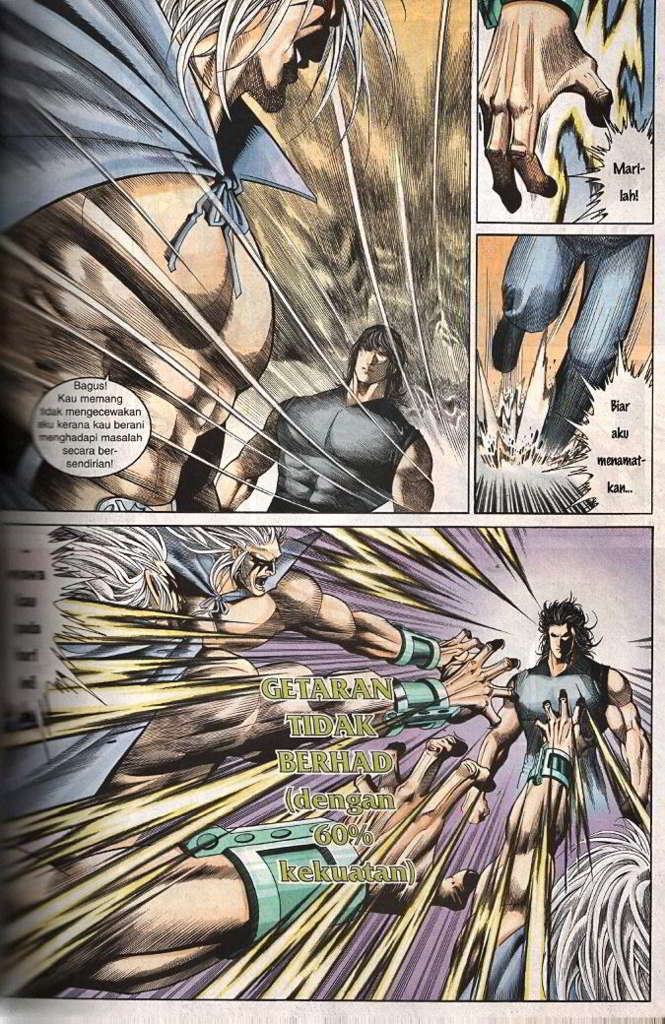 Bagus!
Kau memang
tidak mengecewakan
aku kerana kau berani
menghadapi masalah
secara ber-
sendirian!
Mari-
lah!
Biar
aku
menamat-
kan...
GETARAN
TIDAK
BERHAD
(dengan
60%
kekuatan)